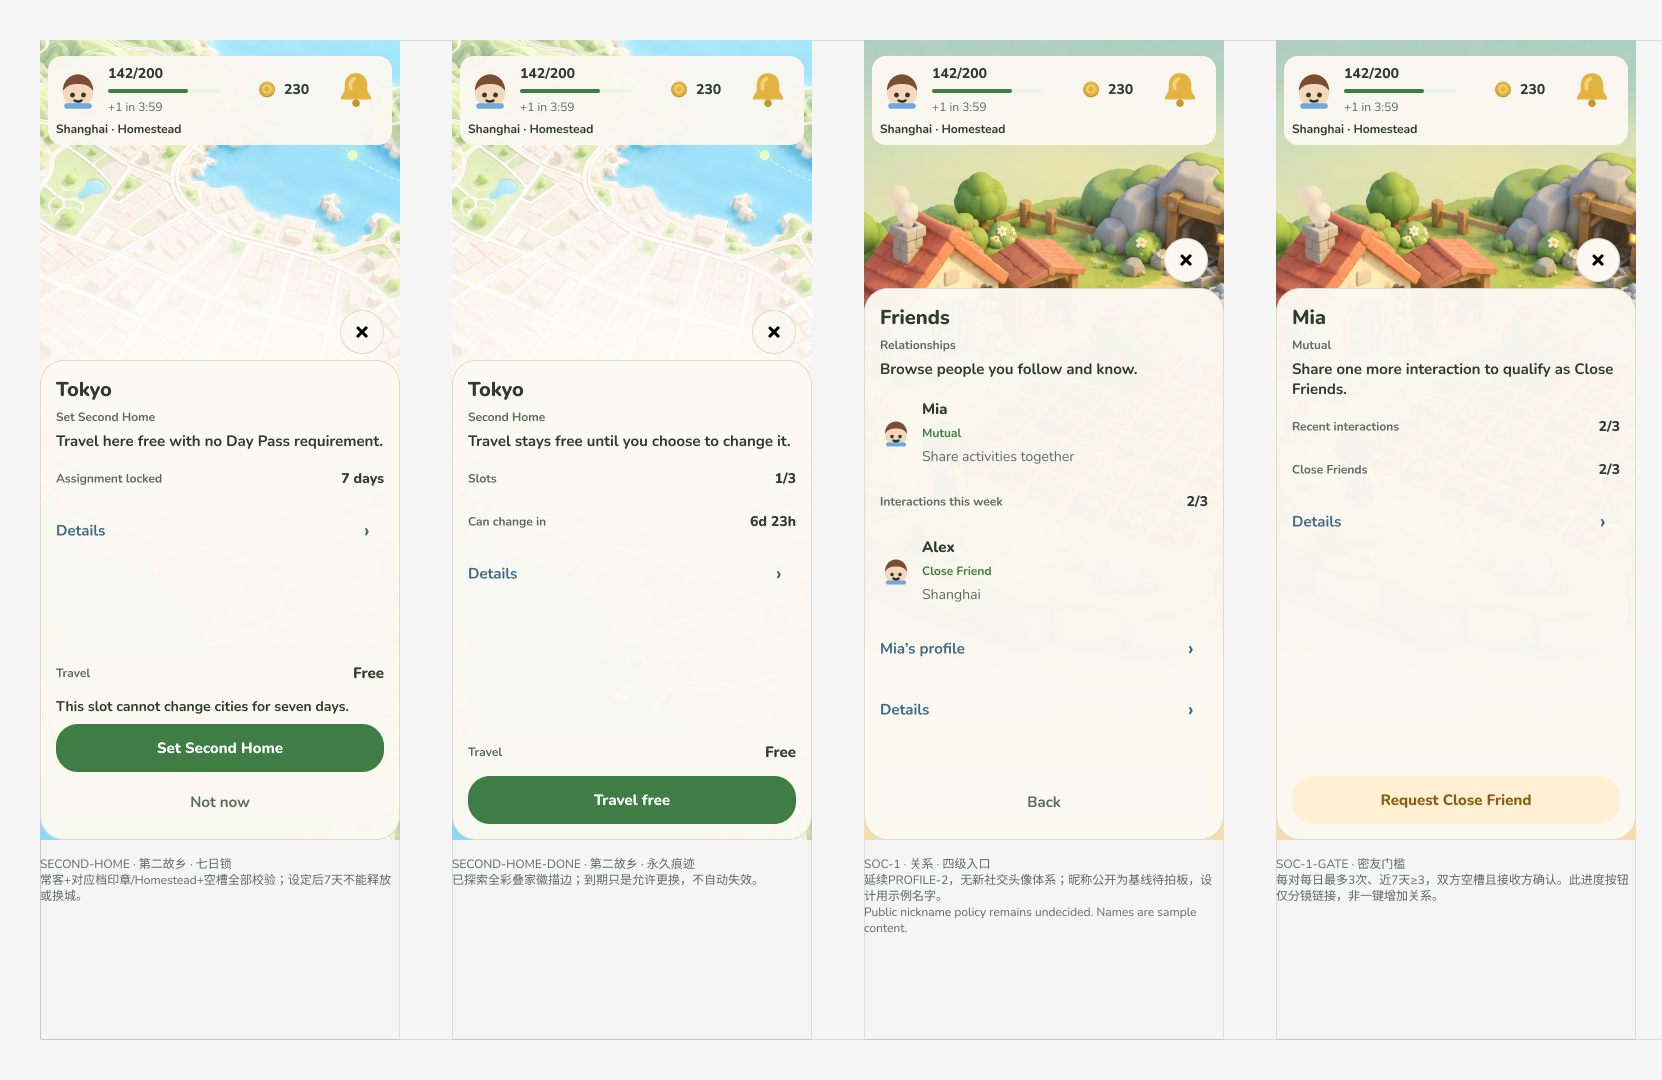 142/200
230
+1 in 3:59
Shanghai · Homestead
Tokyo
Set Second Home
Travel here free with no Day Pass requirement.
Assignment locked 7 days
Details ›
Travel Free
This slot cannot change cities for seven days.
Set Second Home
Not now
SECOND-HOME · 第二故乡 · 七日锁
常客+对应档印章/Homestead+空槽全部校验；设定后7天不能释放
或换城。
142/200
230
+1 in 3:59
Shanghai · Homestead
Tokyo
Second Home
Travel stays free until you choose to change it.
Slots 1/3
Can change in 6d 23h
Details ›
Travel Free
Travel free
SECOND-HOME-DONE · 第二故乡 · 永久痕迹
已探索全彩叠家徽描边；到期只是允许更换，不自动失效。
142/200
230
+1 in 3:59
Shanghai · Homestead
Friends
Relationships
Browse people you follow and know.
Mia
Mutual
Share activities together
Interactions this week 2/3
Alex
Close Friend
Shanghai
Mia’s profile ›
Details ›
Back
SOC-1 · 关系 · 四级入口
延续PROFILE-2，无新社交头像体系；昵称公开为基线待拍板，设
计用示例名字。
Public nickname policy remains undecided. Names are sample
content.
142/200
230
+1 in 3:59
Shanghai · Homestead
Mia
Mutual
Share one more interaction to qualify as Close
Friends.
Recent interactions 2/3
Close Friends 2/3
Details ›
Request Close Friend
SOC-1-GATE · 密友门槛
每对每日最多3次、近7天≥3，双方空槽且接收方确认。此进度按钮
仅分镜链接，非一键增加关系。